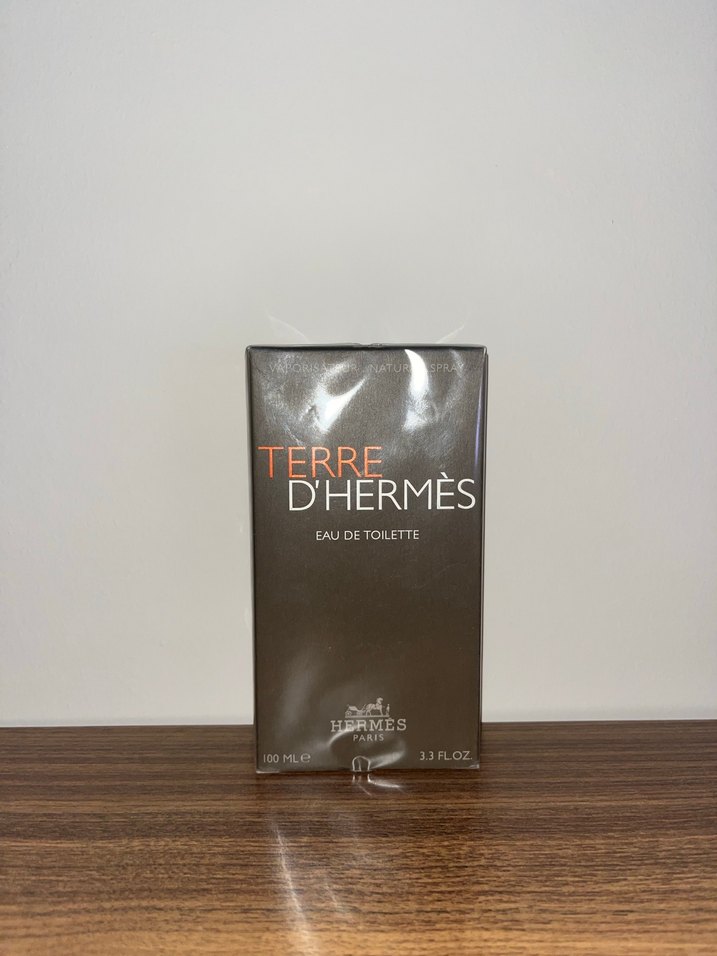 VAPORISATEUR NATURAL SPRAY
TERRE
D'HERMÈS
EAU DE TOILETTE
HERMÈS
PARIS
100 ML e
3.3 FL.OZ.